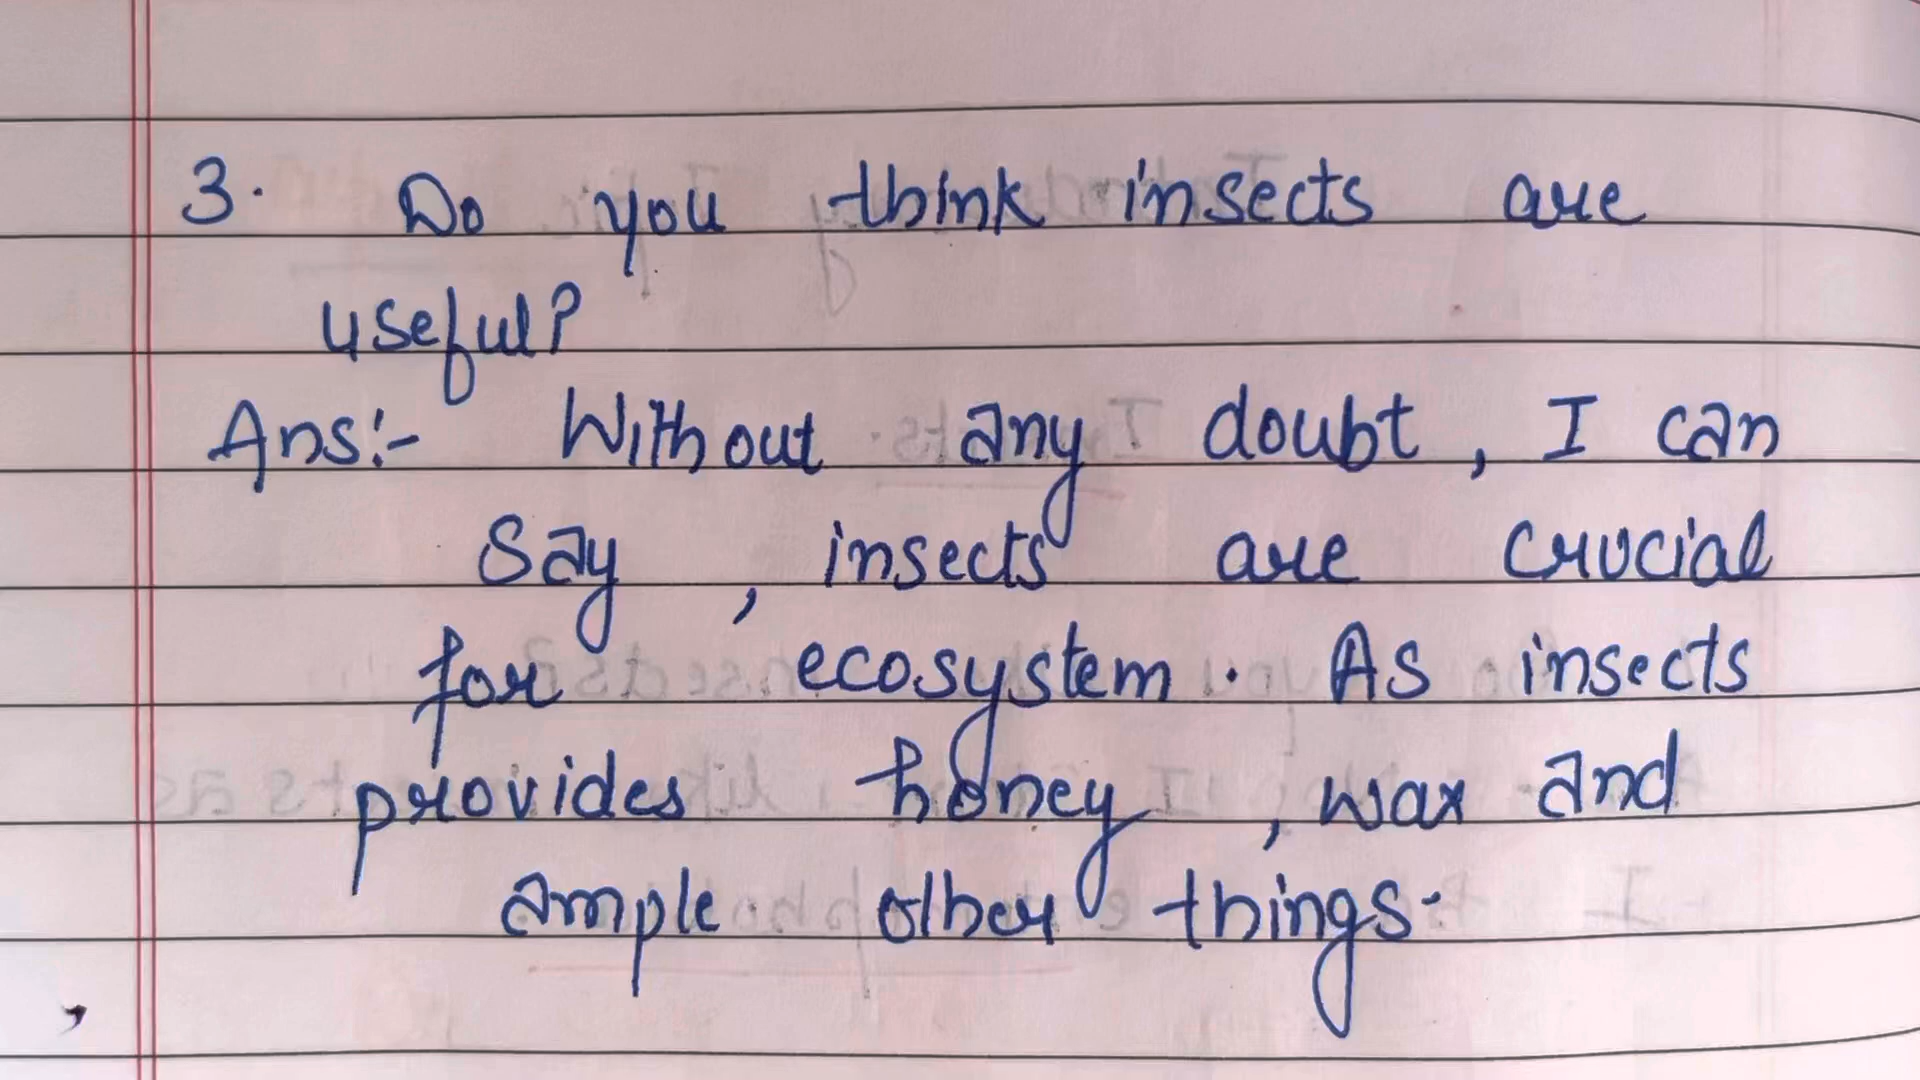 3. Do you think insects are
useful?
Ans:- Without any doubt, I can
say, insects are crucial
for ecosystem. As insects
provides honey, wax and
ample other things.